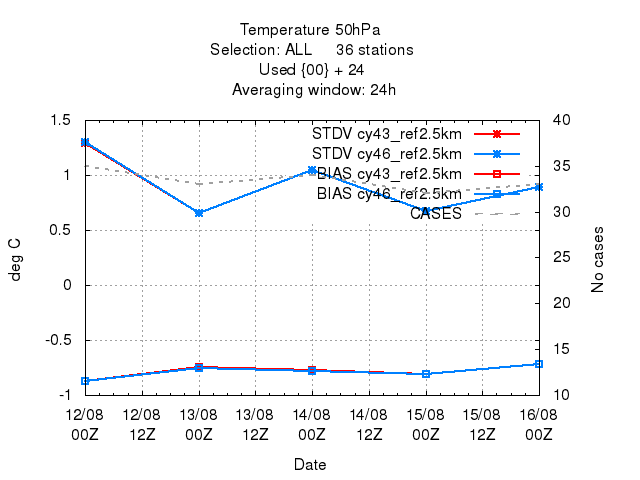 Temperature 50hPa
Selection: ALL 36 stations
Used {00} + 24
Averaging window: 24h
STDV cy43_ref2.5km
STDV cy46_ref2.5km
BIAS cy43_ref2.5km
BIAS cy46_ref2.5km
CASES
deg C
1.5
1
0.5
0
-0.5
-1
No cases
40
35
30
25
20
15
10
12/08 12/08 13/08 13/08 14/08 14/08 15/08 15/08 16/08
00Z 12Z 00Z 12Z 00Z 12Z 00Z 12Z 00Z
Date